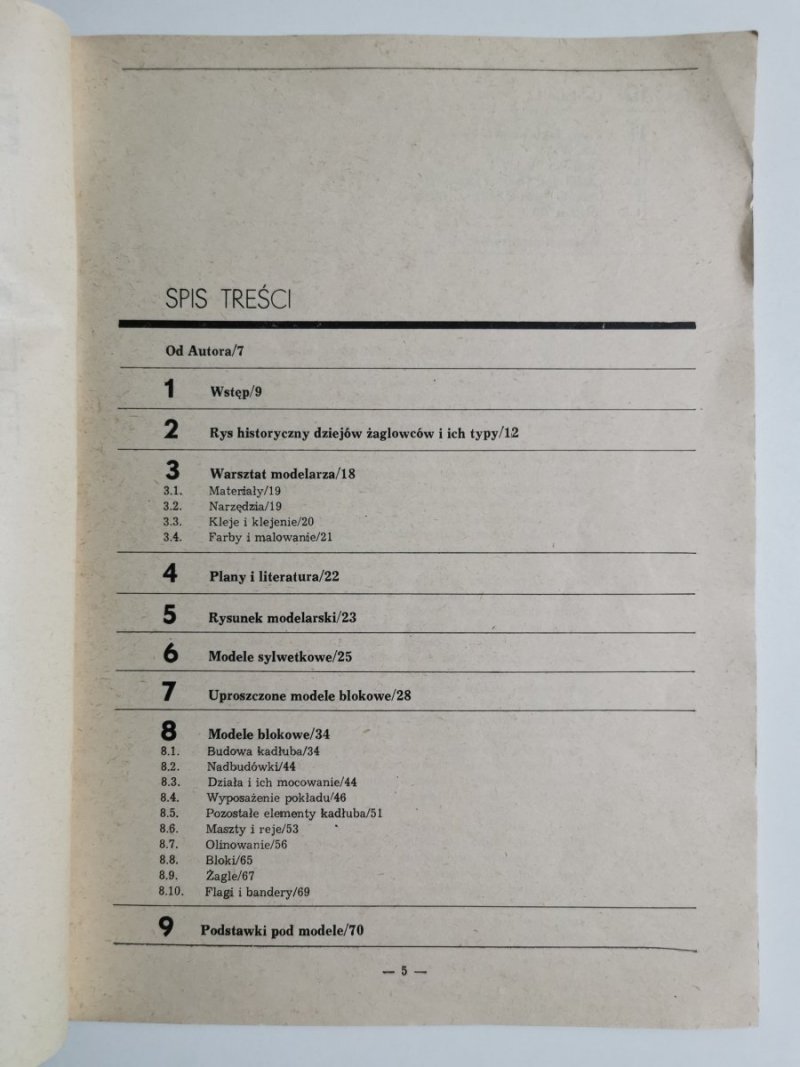 SPIS TREŚCI
Od Autora/7
1 Wstęp/9
2 Rys historyczny dziejów żaglowców i ich typy/12
3 Warsztat modelarza/18
3.1. Materiały/19
3.2. Narzędzia/19
3.3. Kleje i klejenie/20
3.4. Farby i malowanie/21
4 Plany i literatura/22
5 Rysunek modelarski/23
6 Modele sylwetkowe/25
7 Uproszczone modele blokowe/28
8 Modele blokowe/34
8.1. Budowa kadłuba/34
8.2. Nadbudówki/44
8.3. Działa i ich mocowanie/44
8.4. Wyposażenie pokładu/46
8.5. Pozostałe elementy kadłuba/51
8.6. Maszty i reje/53
8.7. Olinowanie/56
8.8. Bloki/65
8.9. Żagle/67
8.10. Flagi i bandery/69
9 Podstawki pod modele/70
— 5 —